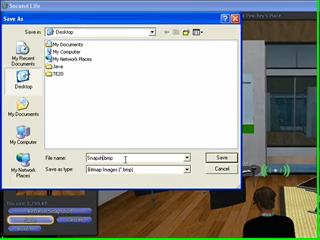 Second Life
Save As
Save in:
Desktop
My Recent Documents
Desktop
My Documents
My Computer
My Network Places
My Documents
My Computer
My Network Places
Java
TE20
File name:
Snapsh.bmp
Save
Save as type:
Bitmap Images (*.bmp)
Cancel